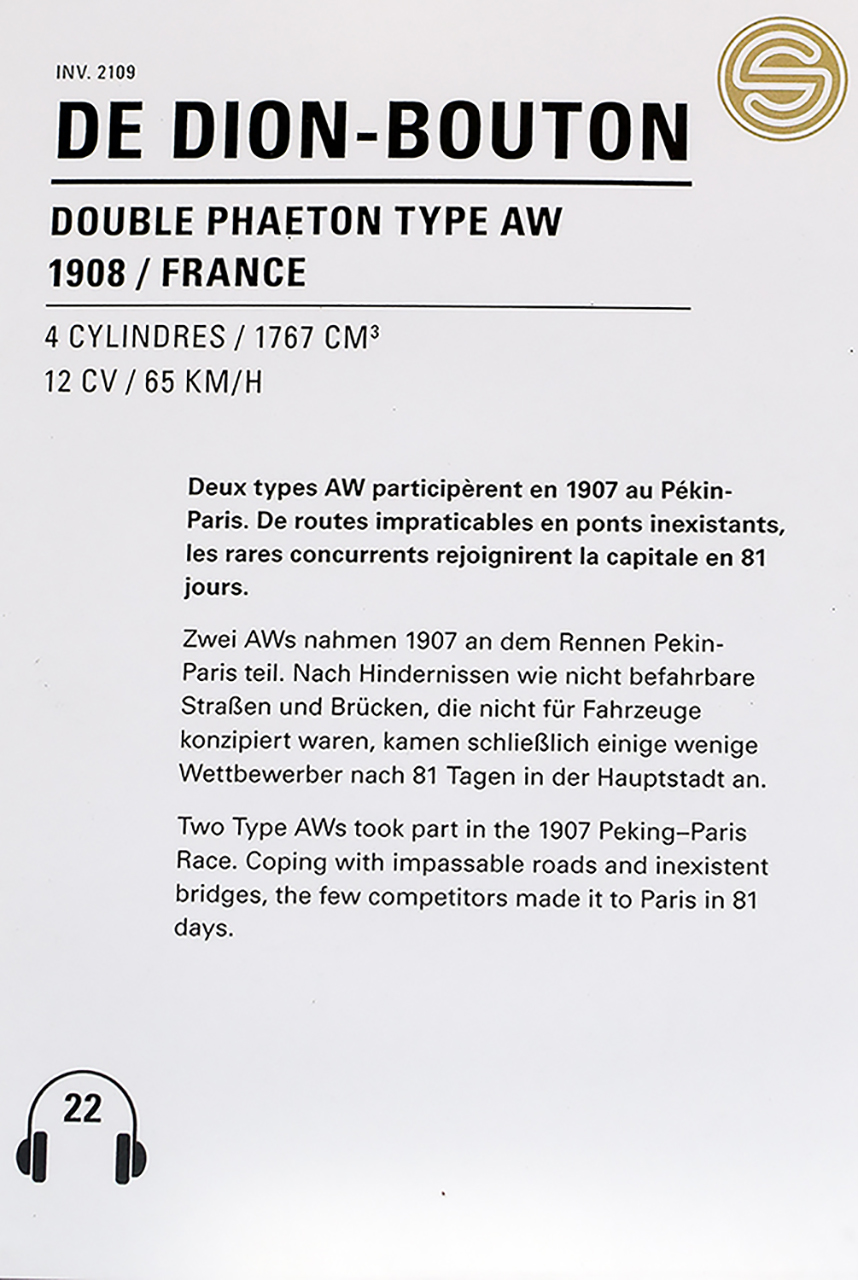 INV. 2109
DE DION-BOUTON
DOUBLE PHAETON TYPE AW
1908 / FRANCE
4 CYLINDRES / 1767 CM³
12 CV / 65 KM/H
Deux types AW participèrent en 1907 au Pékin-
Paris. De routes impraticables en ponts inexistants,
les rares concurrents rejoignirent la capitale en 81
jours.
Zwei AWs nahmen 1907 an dem Rennen Pekin-
Paris teil. Nach Hindernissen wie nicht befahrbare
Straßen und Brücken, die nicht für Fahrzeuge
konzipiert waren, kamen schließlich einige wenige
Wettbewerber nach 81 Tagen in der Hauptstadt an.
Two Type AWs took part in the 1907 Peking–Paris
Race. Coping with impassable roads and inexistent
bridges, the few competitors made it to Paris in 81
days.
22